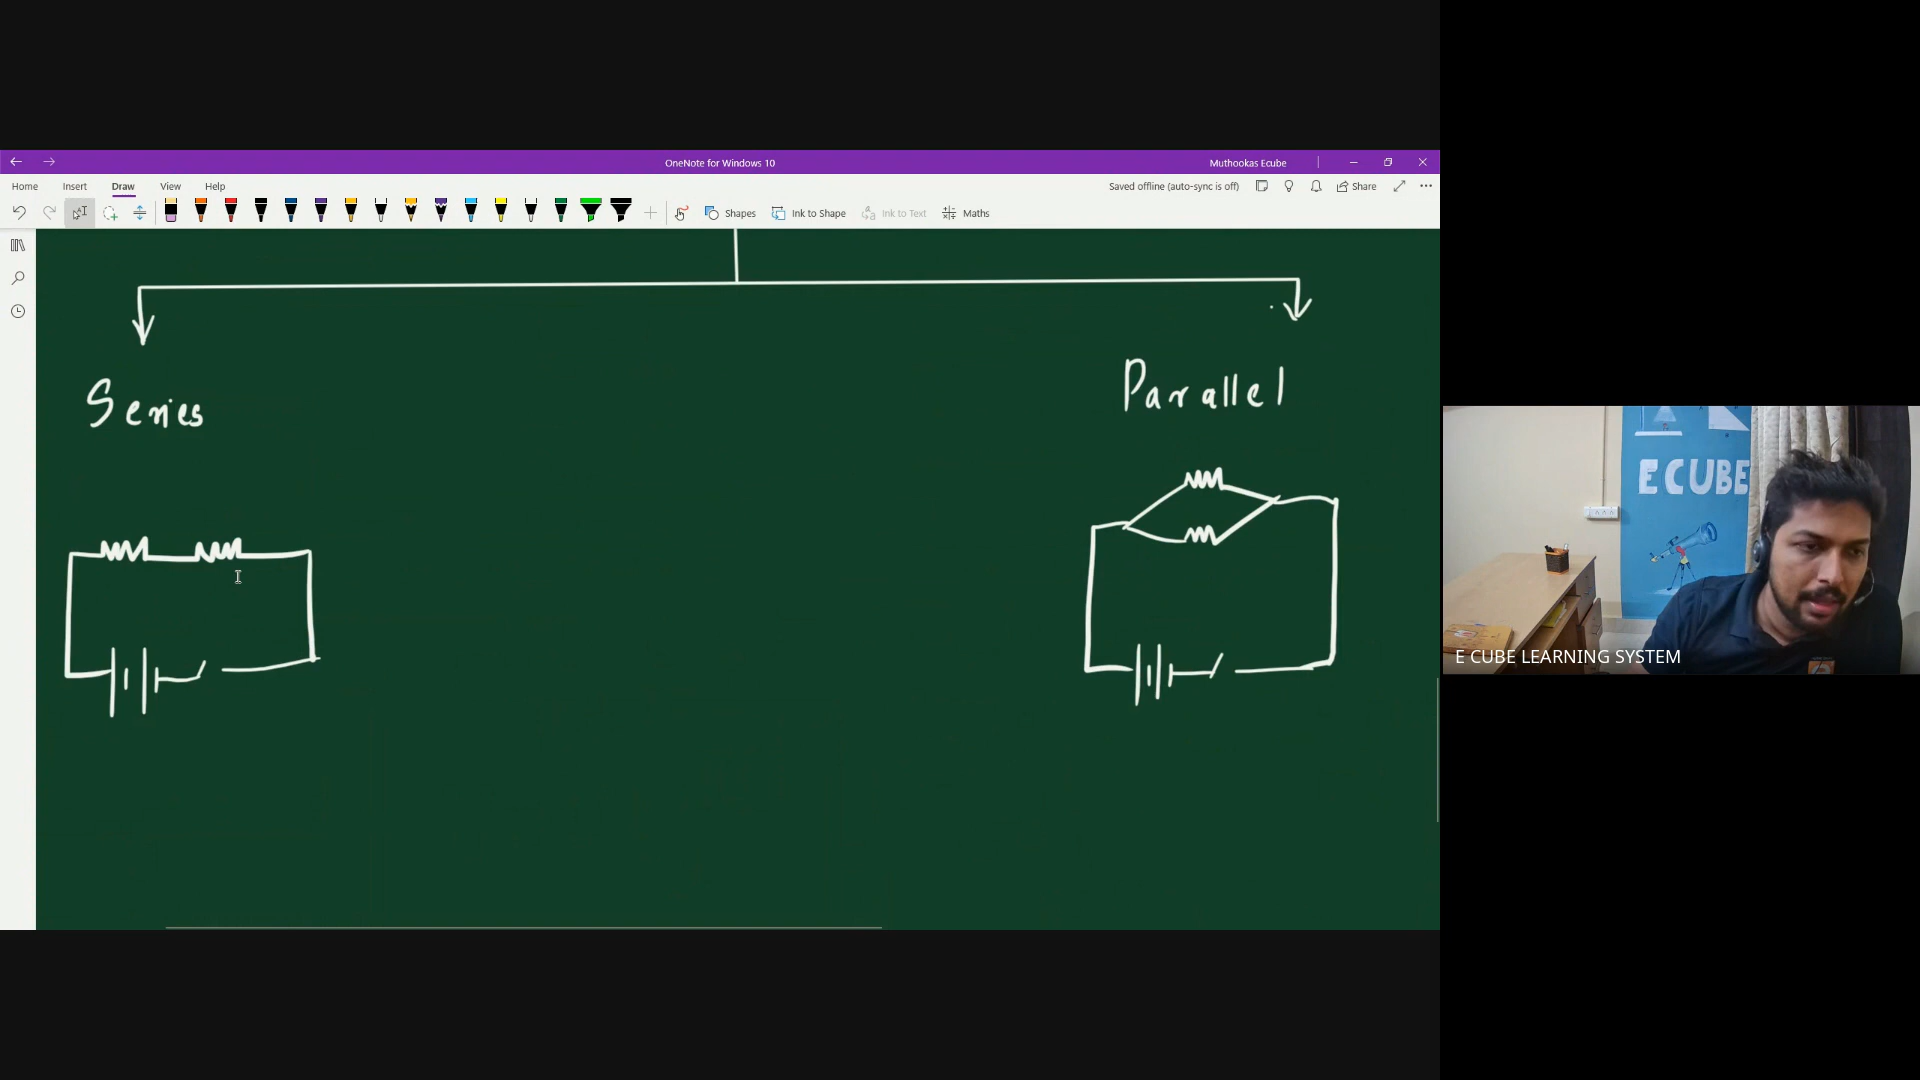 OneNote for Windows 10
Muthookas Ecube
Home Insert Draw View Help
Saved offline (auto-sync is off)
Share
Shapes
Ink to Shape
Ink to Text
Maths
Series
Parallel
E CUBE
E CUBE LEARNING SYSTEM